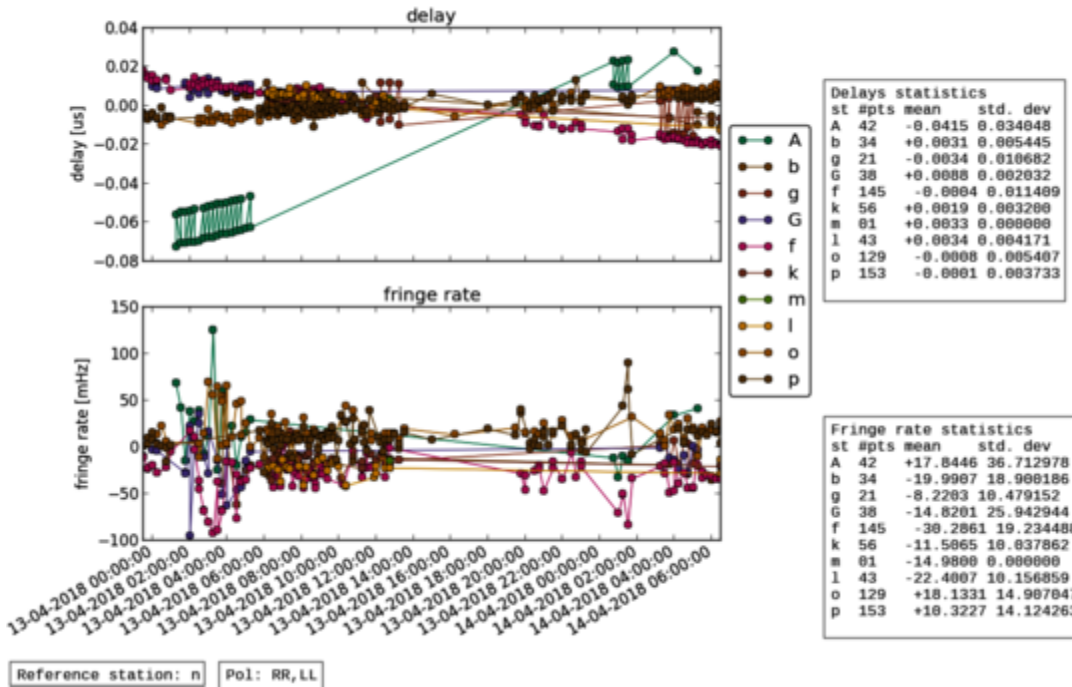 delay
0.04
0.02
0.00
−0.02
−0.04
−0.06
−0.08
delay [us]
fringe rate
150
100
50
0
−50
−100
fringe rate [mHz]
13-04-2018 00:00:00
13-04-2018 02:00:00
13-04-2018 04:00:00
13-04-2018 06:00:00
13-04-2018 08:00:00
13-04-2018 10:00:00
13-04-2018 12:00:00
13-04-2018 14:00:00
13-04-2018 16:00:00
13-04-2018 18:00:00
13-04-2018 20:00:00
13-04-2018 22:00:00
14-04-2018 00:00:00
14-04-2018 02:00:00
14-04-2018 04:00:00
14-04-2018 06:00:00
A
b
g
G
f
k
m
l
o
p
Delays statistics
st #pts mean std. dev
A 42 -0.0415 0.034048
b 34 +0.0031 0.005445
g 21 -0.0034 0.010682
G 38 +0.0088 0.002032
f 145 -0.0004 0.011409
k 56 +0.0019 0.003200
m 01 +0.0033 0.000000
l 43 +0.0034 0.004171
o 129 -0.0008 0.005407
p 153 -0.0001 0.003733
Fringe rate statistics
st #pts mean std. dev
A 42 +17.8446 36.712978
b 34 -19.9907 18.900186
g 21 -8.2203 10.479152
G 38 -14.8201 25.942944
f 145 -30.2861 19.234488
k 56 -11.5065 10.037862
m 01 -14.9800 0.000000
l 43 -22.4007 10.156859
o 129 +18.1331 14.907047
p 153 +10.3227 14.124263
Reference station: n
Pol: RR,LL